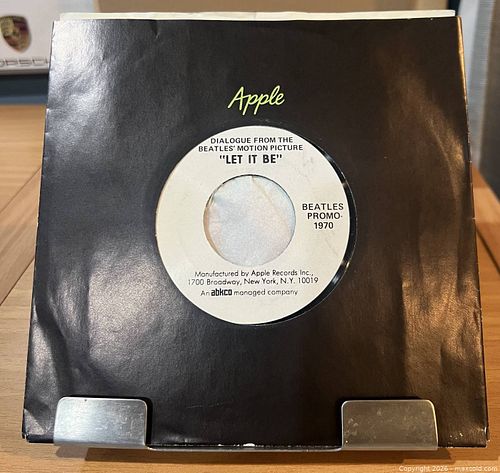 Apple
DIALOGUE FROM THE
BEATLES' MOTION PICTURE
"LET IT BE"
BEATLES
PROMO-
1970
Manufactured by Apple Records Inc.,
1700 Broadway, New York, N.Y. 10019
An abkco managed company
Copyright 2026 - maxsold.com